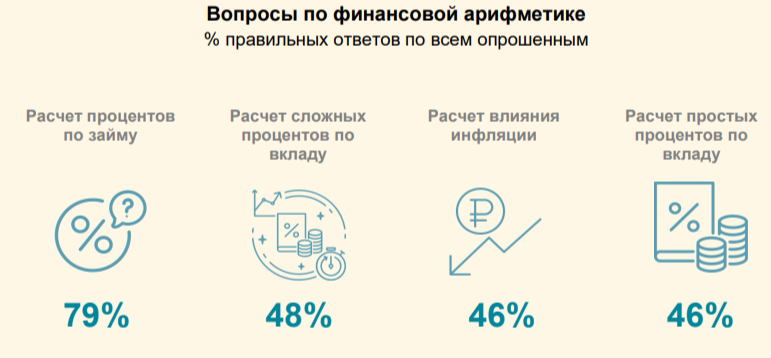 Вопросы по финансовой арифметике
% правильных ответов по всем опрошенным
Расчет процентов
по займу
Расчет сложных
процентов по
вкладу
Расчет влияния
инфляции
Расчет простых
процентов по
вкладу
%
?
%
₽
%
79%
48%
46%
46%